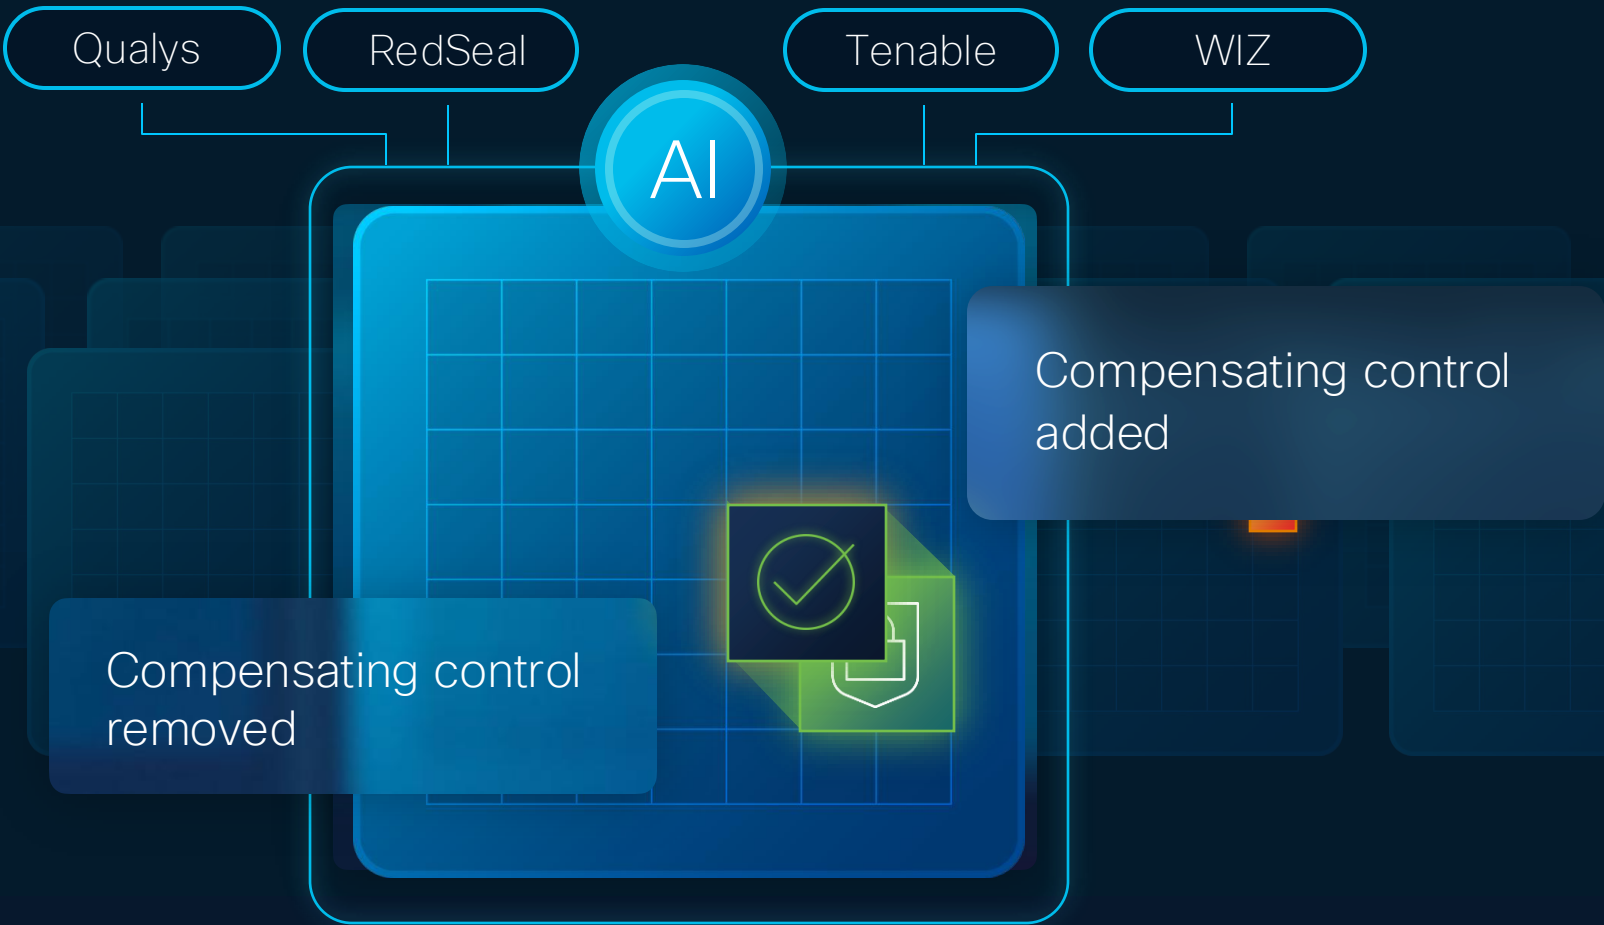 Qualys
RedSeal
Tenable
WIZ
AI
Compensating control
added
Compensating control
removed